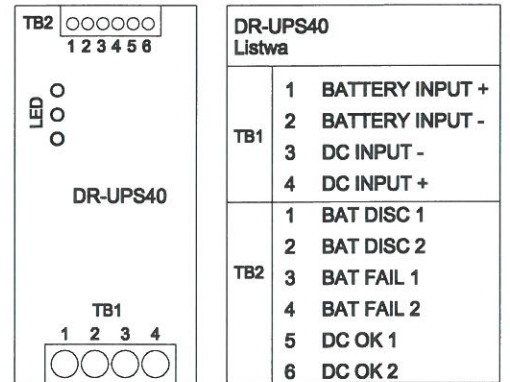 TB2
1 2 3 4 5 6
LED
DR-UPS40
TB1
1 2 3 4
DR-UPS40
Listwa
TB1
1 BATTERY INPUT +
2 BATTERY INPUT -
3 DC INPUT -
4 DC INPUT +
TB2
1 BAT DISC 1
2 BAT DISC 2
3 BAT FAIL 1
4 BAT FAIL 2
5 DC OK 1
6 DC OK 2